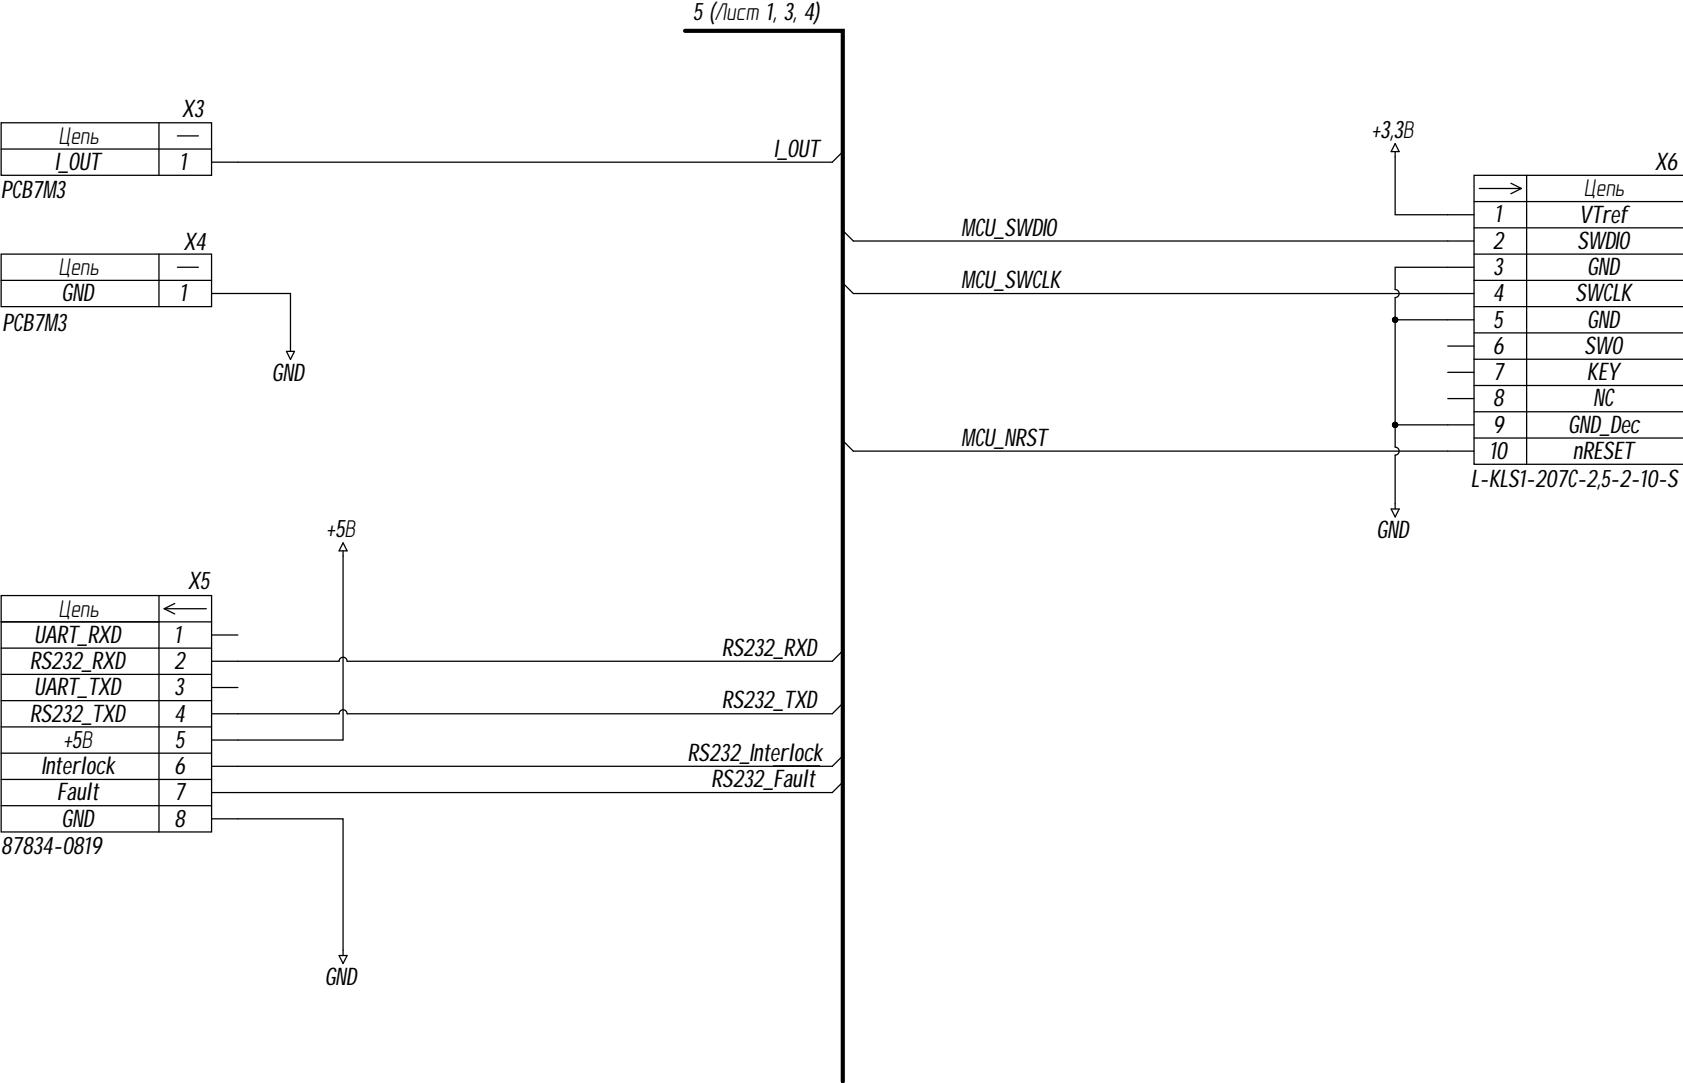 5 (Лист 1, 3, 4)
X3
Цепь —
I_OUT 1
PCB7M3
I_OUT
X4
Цепь —
GND 1
PCB7M3
GND
+3,3В
X6
Цепь
1 VTref
2 SWDIO
3 GND
4 SWCLK
5 GND
6 SWO
7 KEY
8 NC
9 GND_Dec
10 nRESET
L-KLS1-207C-2,5-2-10-S
MCU_SWDIO
MCU_SWCLK
MCU_NRST
GND
+5В
X5
Цепь
UART_RXD 1
RS232_RXD 2
UART_TXD 3
RS232_TXD 4
+5В 5
Interlock 6
Fault 7
GND 8
87834-0819
RS232_RXD
RS232_TXD
RS232_Interlock
RS232_Fault
GND